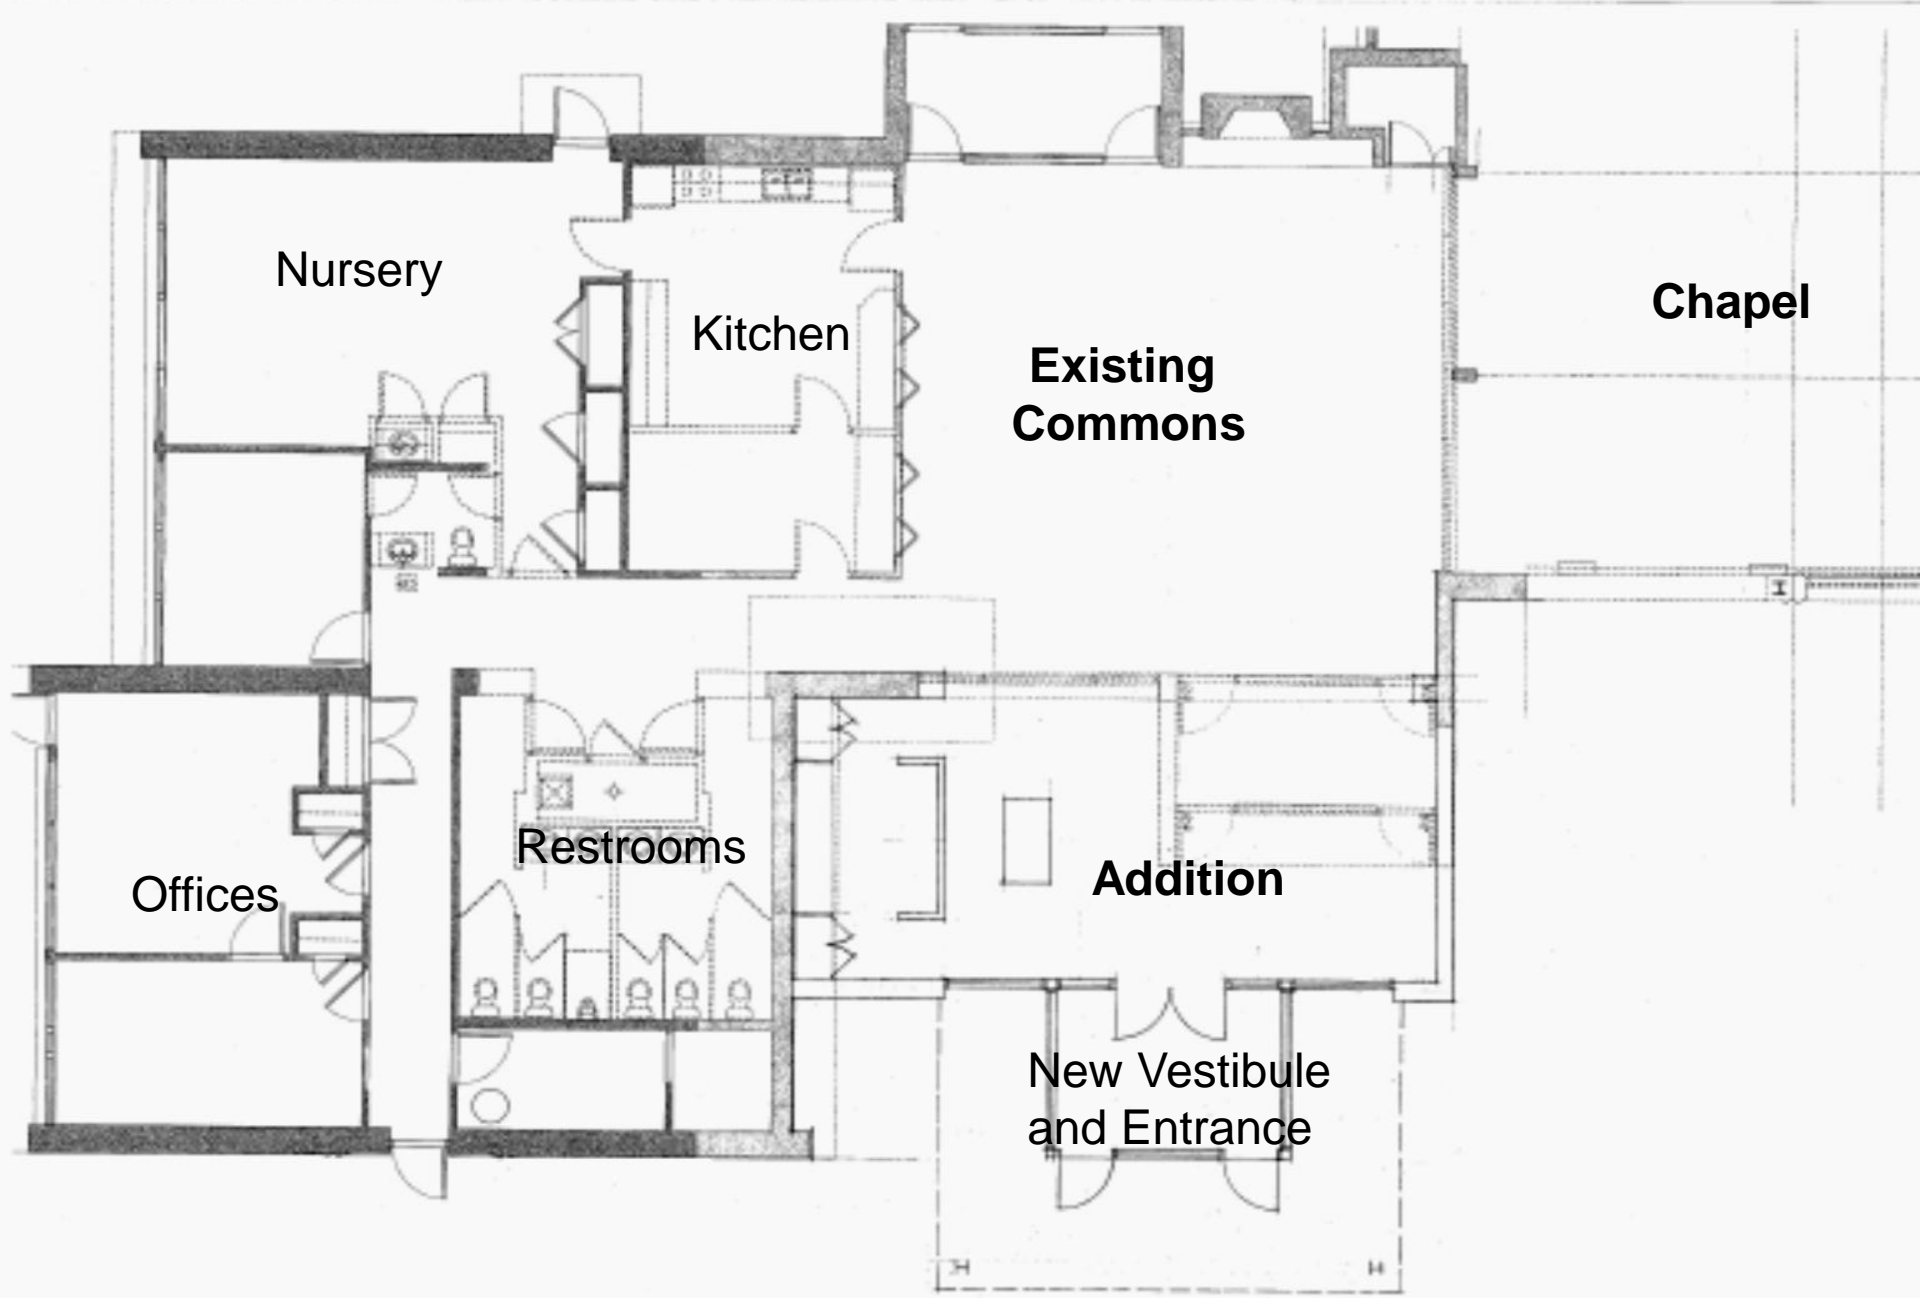 Nursery
Kitchen
Existing
Commons
Chapel
Restrooms
Offices
Addition
New Vestibule
and Entrance